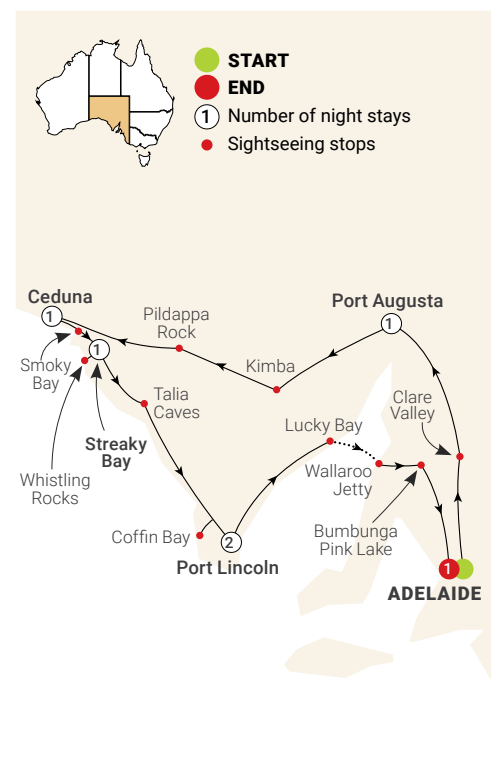 START
END
1 Number of night stays
Sightseeing stops
Ceduna
1
Pildappa
Rock
Port Augusta
1
Smoky
Bay
1
Kimba
Talia
Caves
Clare
Valley
Streaky
Bay
Lucky Bay
Whistling
Rocks
Wallaroo
Jetty
Coffin Bay
2
Port Lincoln
Bumbunga
Pink Lake
1
ADELAIDE